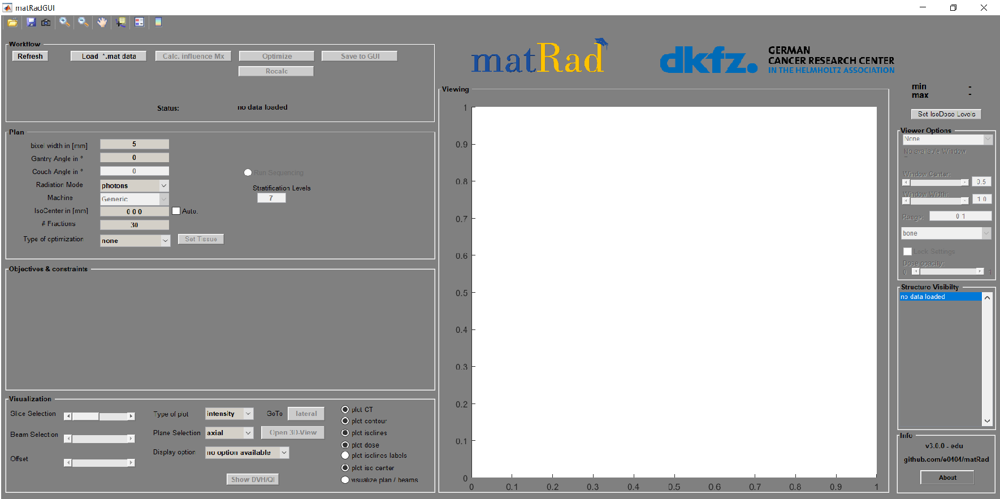 matRadGUI
Workflow
Refresh
Load *.mat data
Calc. influence Mx
Optimize
Save to GUI
Recalc
Status:
no data loaded
Plan
bixel width in [mm]
5
Gantry Angle in °
0
Couch Angle in °
0
Radiation Mode
photons
Machine
Generic
IsoCenter in [mm]
0 0 0
Auto.
# Fractions
30
Type of optimization
none
Set Tissue
Run Sequencing
Stratification Levels
7
Objectives & constraints
Visualization
Slice Selection
Beam Selection
Offset
Type of plot
intensity
GoTo
lateral
Plane Selection
axial
Open 3D-View
Display option
no option available
Show DVH/QI
plot CT
plot contour
plot isolines
plot dose
plot isolines labels
plot iso center
visualize plan / beams
matRad
dkfz.
GERMAN
CANCER RESEARCH CENTER
IN THE HELMHOLTZ ASSOCIATION
Viewing
1
0.9
0.8
0.7
0.6
0.5
0.4
0.3
0.2
0.1
0
0 0.1 0.2 0.3 0.4 0.5 0.6 0.7 0.8 0.9 1
min -
max -
Set IsoDose Levels
Viewer Options
None
No available Window
Window Center:
0.5
Window Width:
1.0
Range:
0 1
bone
Lock Settings
Dose opacity:
0 1
Structure Visibilty
no data loaded
Info
v3.0.0 - edu
github.com/e0404/matRad
About